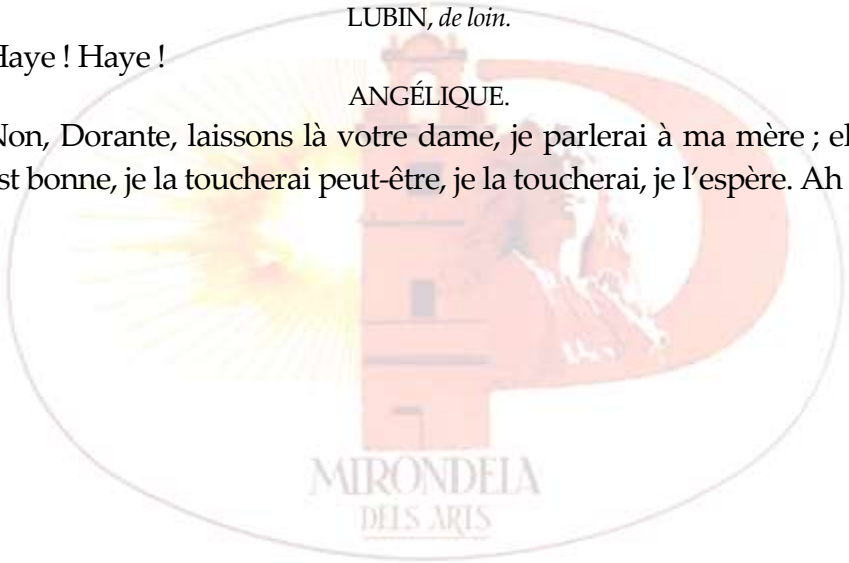 LUBIN, de loin.
Haye ! Haye !
ANGÉLIQUE.
Non, Dorante, laissons là votre dame, je parlerai à ma mère ; el
est bonne, je la toucherai peut-être, je la toucherai, je l’espère. Ah
MIRONDELA
DELS ARTS